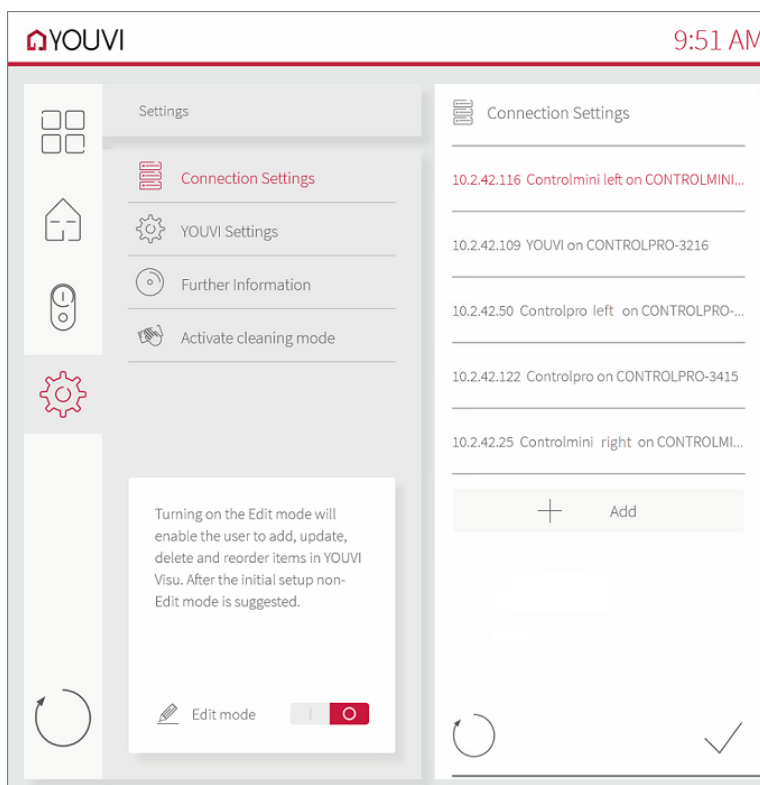 YOUVI
9:51 AM
Settings
Connection Settings
YOUVI Settings
Further Information
Activate cleaning mode
Turning on the Edit mode will
enable the user to add, update,
delete and reorder items in YOUVI
Visu. After the initial setup non-
Edit mode is suggested.
Edit mode
I O
Connection Settings
10.2.42.116 Controlmini left on CONTROLMINI...
10.2.42.109 YOUVI on CONTROLPRO-3216
10.2.42.50 Controlpro left on CONTROLPRO-...
10.2.42.122 Controlpro on CONTROLPRO-3415
10.2.42.25 Controlmini right on CONTROLMI...
Add